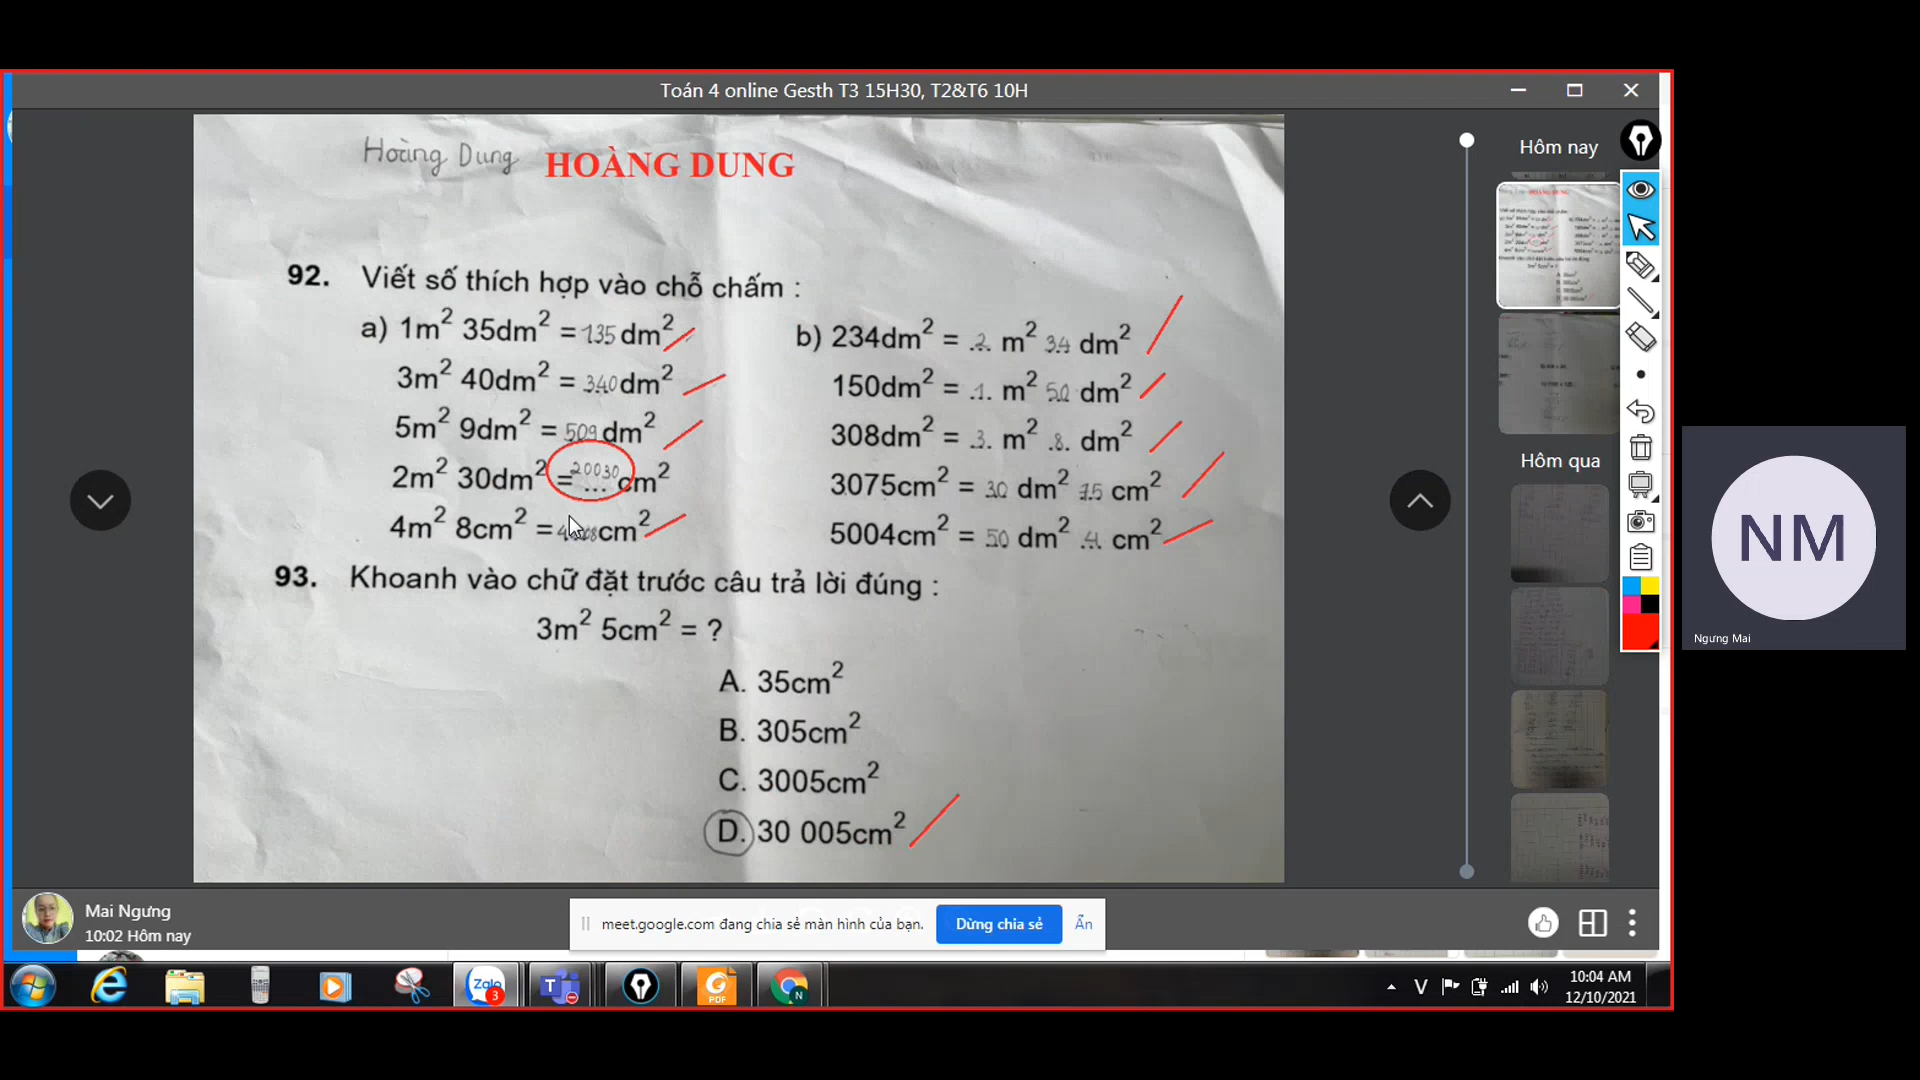 Toán 4 online Gesth T3 15H30, T2&T6 10H
Hoàng Dung HOÀNG DUNG
Hôm nay
92. Viết số thích hợp vào chỗ chấm :
a) 1m² 35dm² = 135 dm²
3m² 40dm² = 340 dm²
5m² 9dm² = 509 dm²
2m² 30dm² = 20030 cm²
4m² 8cm² = cm²
b) 234dm² = 2 m² 34 dm²
150dm² = 1 m² 50 dm²
308dm² = 3 m² 8 dm²
3075cm² = 30 dm² 75 cm²
5004cm² = 50 dm² 4 cm²
Hôm qua
93. Khoanh vào chữ đặt trước câu trả lời đúng :
3m² 5cm² = ?
A. 35cm²
B. 305cm²
C. 3005cm²
D. 30 005cm²
NM
Ngưng Mai
Mai Ngưng
10:02 Hôm nay
meet.google.com đang chia sẻ màn hình của bạn. Dừng chia sẻ Ẩn
Zalo 3
T
PDF
N
V
10:04 AM
12/10/2021